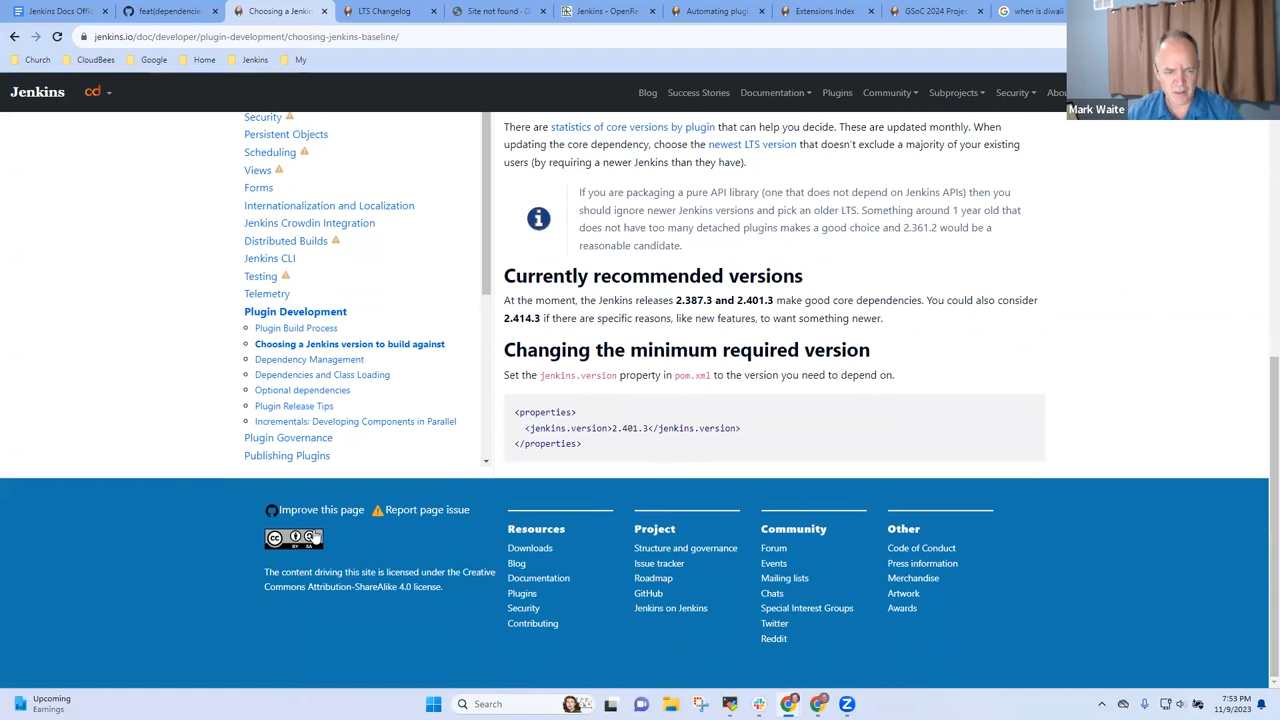 Documentation
Choosing a Jenki
feat(dependencies
LTS Changelog
Site not found · G
Jenkins - OpenRe
Automating plug
Extensions Index
GSoC 2024 Proje
when is diwali
jenkins.io/doc/developer/plugin-development/choosing-jenkins-baseline/
Church CloudBees Google Home Jenkins My
Jenkins cd Blog Success Stories Documentation Plugins Community Subprojects Security Abou
Mark Waite
Security
Persistent Objects
Scheduling
Views
Forms
Internationalization and Localization
Jenkins Crowdin Integration
Distributed Builds
Jenkins CLI
Testing
Telemetry
Plugin Development
Plugin Build Process
Choosing a Jenkins version to build against
Dependency Management
Dependencies and Class Loading
Optional dependencies
Plugin Release Tips
Incrementals: Developing Components in Parallel
Plugin Governance
Publishing Plugins
There are statistics of core versions by plugin that can help you decide. These are updated monthly. When
updating the core dependency, choose the newest LTS version that doesn't exclude a majority of your existing
users (by requiring a newer Jenkins than they have).
If you are packaging a pure API library (one that does not depend on Jenkins APIs) then you
should ignore newer Jenkins versions and pick an older LTS. Something around 1 year old that
does not have too many detached plugins makes a good choice and 2.361.2 would be a
reasonable candidate.
Currently recommended versions
At the moment, the Jenkins releases 2.387.3 and 2.401.3 make good core dependencies. You could also consider
2.414.3 if there are specific reasons, like new features, to want something newer.
Changing the minimum required version
Set the jenkins.version property in pom.xml to the version you need to depend on.
<properties>
<jenkins.version>2.401.3</jenkins.version>
</properties>
Improve this page Report page issue
CC BY SA
The content driving this site is licensed under the Creative
Commons Attribution-ShareAlike 4.0 license.
Resources
Downloads
Blog
Documentation
Plugins
Security
Contributing
Project
Structure and governance
Issue tracker
Roadmap
GitHub
Jenkins on Jenkins
Community
Forum
Events
Mailing lists
Chats
Special Interest Groups
Twitter
Reddit
Other
Code of Conduct
Press information
Merchandise
Artwork
Awards
Upcoming
Earnings
Search
7:53 PM
11/9/2023